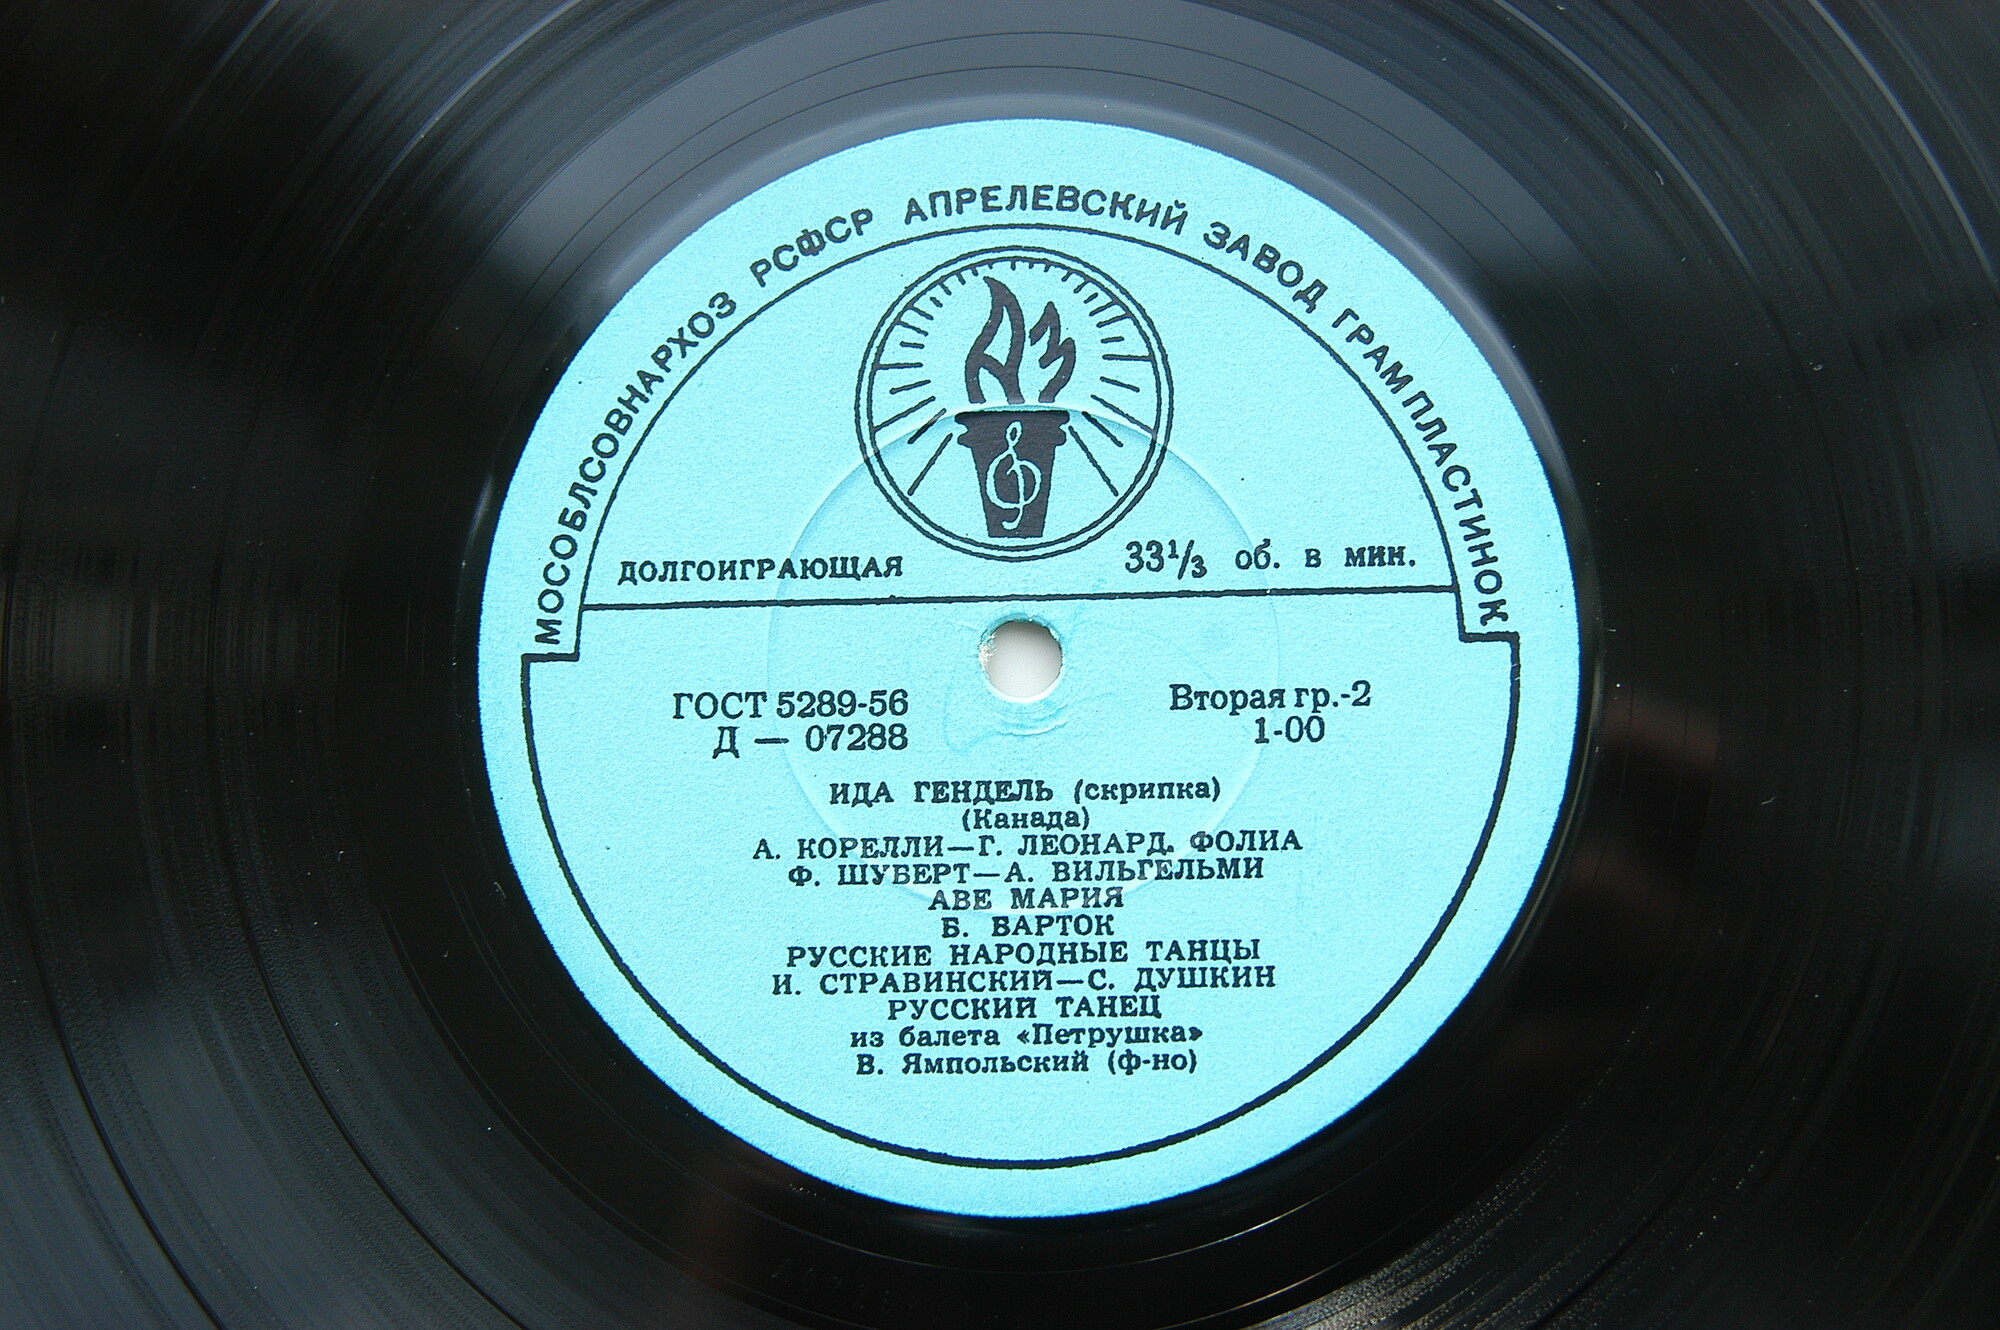 МОСОБЛСОВНАРХОЗ РСФСР АПРЕЛЕВСКИЙ ЗАВОД ГРАМПЛАСТИНОК
АЗ
ДОЛГОИГРАЮЩАЯ 33 1/3 об. в мин.
ГОСТ 5289-56 Вторая гр.-2
Д — 07288 1-00
ИДА ГЕНДЕЛЬ (скрипка)
(Канада)
А. КОРЕЛЛИ—Г. ЛЕОНАРД. ФОЛИА
Ф. ШУБЕРТ—А. ВИЛЬГЕЛЬМИ
АВЕ МАРИЯ
Б. БАРТОК
РУССКИЕ НАРОДНЫЕ ТАНЦЫ
И. СТРАВИНСКИЙ—С. ДУШКИН
РУССКИЙ ТАНЕЦ
из балета «Петрушка»
В. Ямпольский (ф-но)